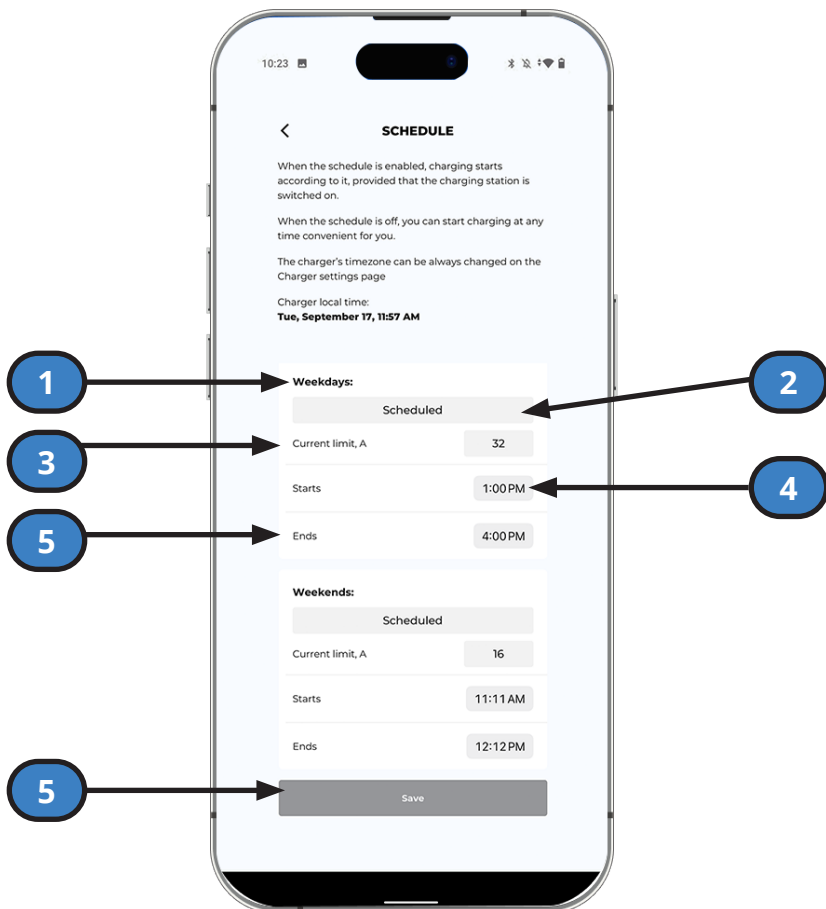 10:23
SCHEDULE
When the schedule is enabled, charging starts
according to it, provided that the charging station is
switched on.
When the schedule is off, you can start charging at any
time convenient for you.
The charger's timezone can be always changed on the
Charger settings page
Charger local time:
Tue, September 17, 11:57 AM
1
Weekdays:
2
Scheduled
3
Current limit, A 32
4
Starts 1:00 PM
5
Ends 4:00 PM
Weekends:
Scheduled
Current limit, A 16
Starts 11:11 AM
Ends 12:12 PM
5
Save